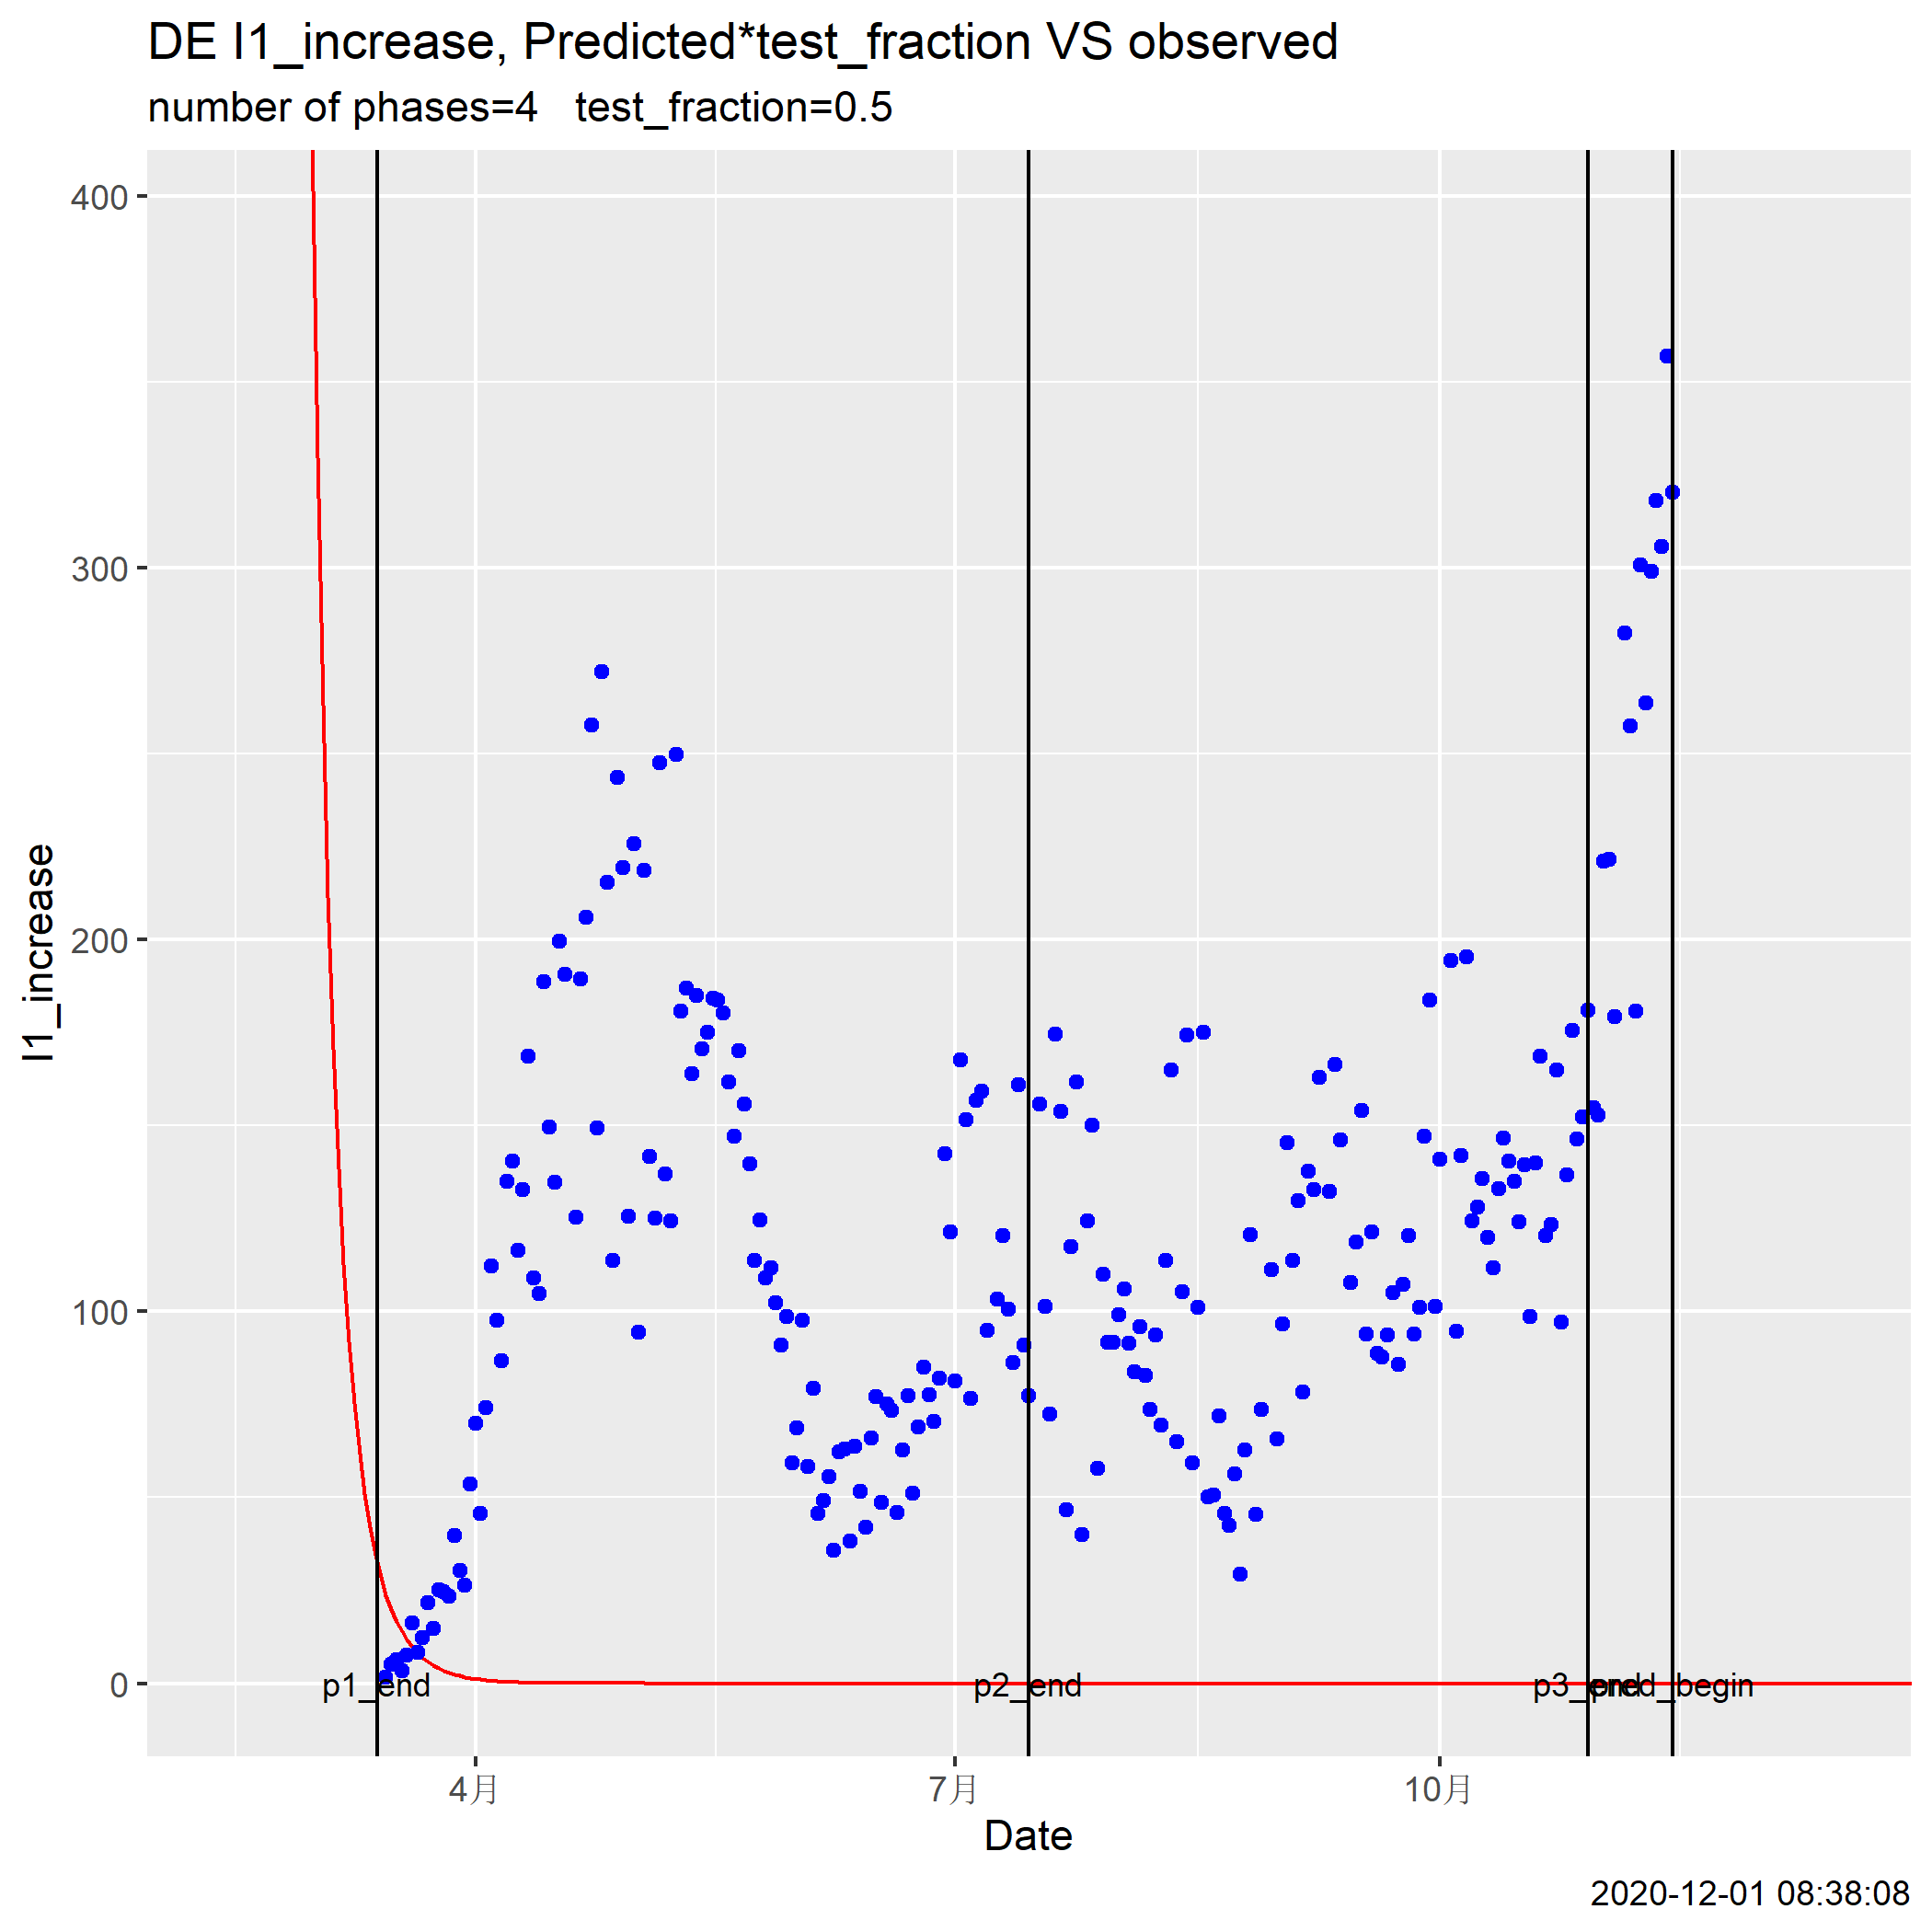 DE I1_increase, Predicted*test_fraction VS observed
number of phases=4 test_fraction=0.5
400
300
200
100
0
I1_increase
p1_end
p2_end
p3_end
pred_begin
4月
7月
10月
Date
2020-12-01 08:38:08